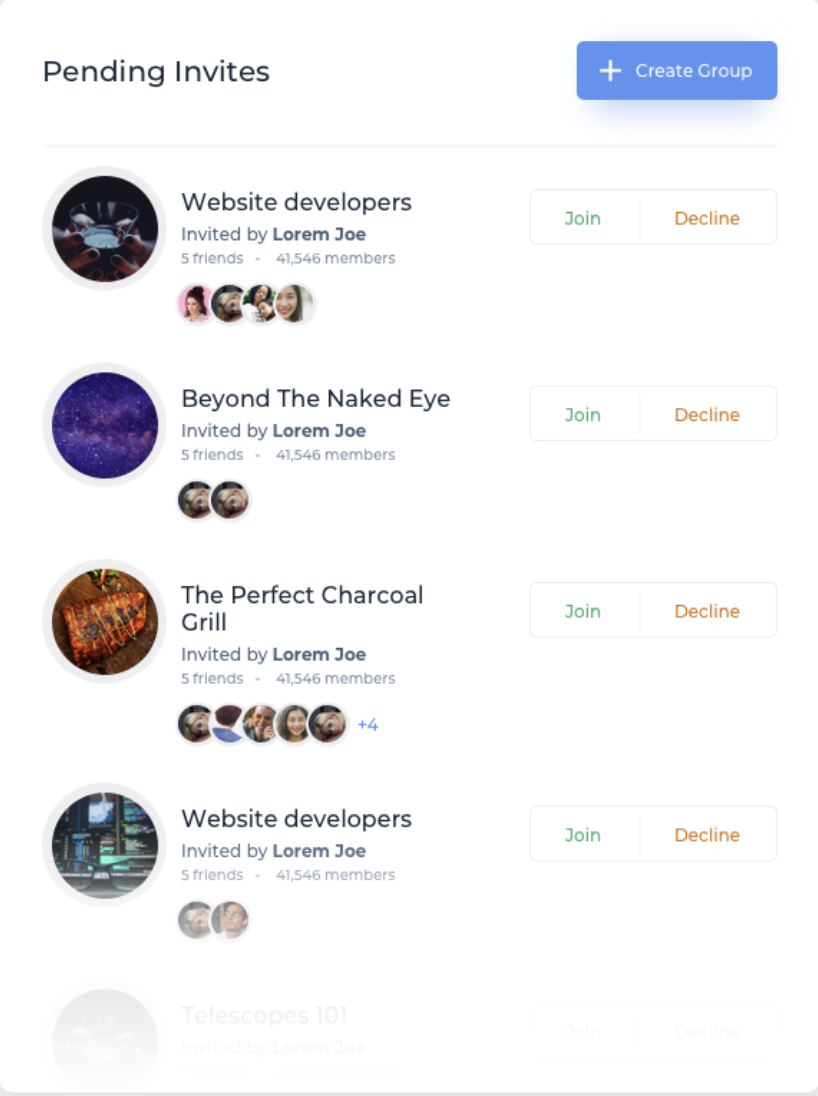 Pending Invites
+ Create Group
Website developers
Join
Decline
Invited by Lorem Joe
5 friends - 41,546 members
Beyond The Naked Eye
Join
Decline
Invited by Lorem Joe
5 friends - 41,546 members
The Perfect Charcoal
Grill
Join
Decline
Invited by Lorem Joe
5 friends - 41,546 members
+4
Website developers
Join
Decline
Invited by Lorem Joe
5 friends - 41,546 members
Telescopes 101
Join
Decline
Invited by Lorem Joe